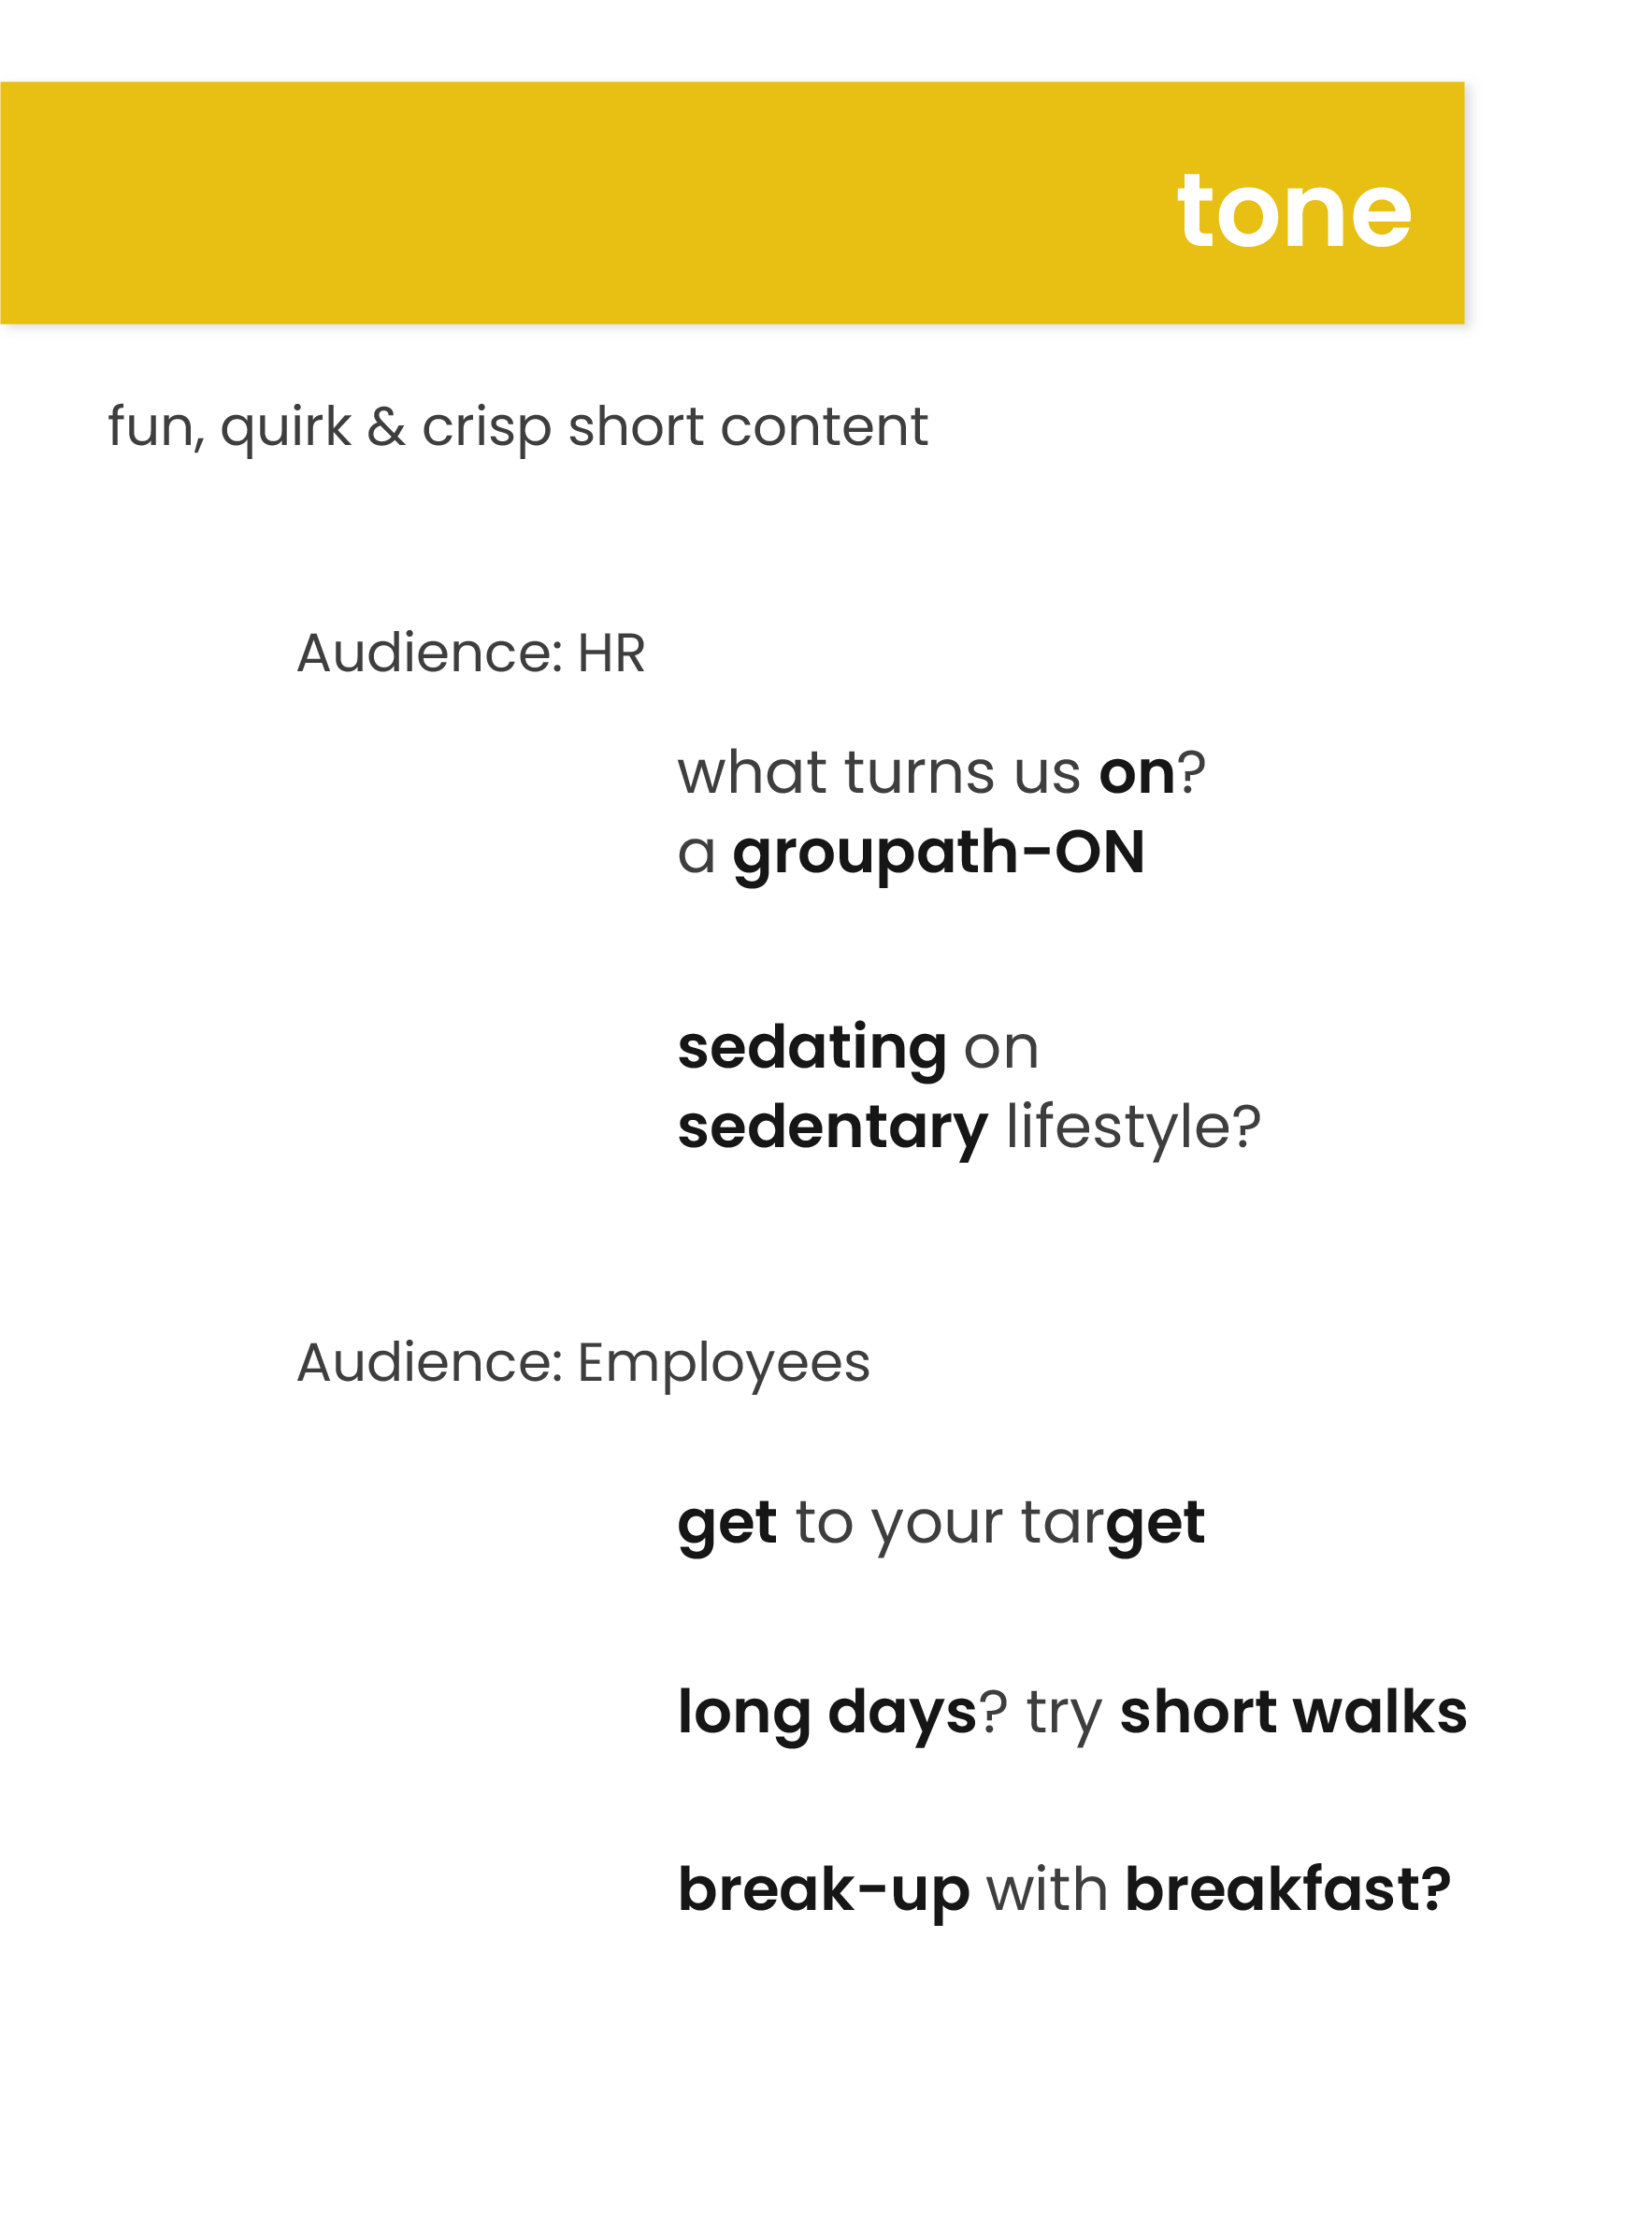 tone
fun, quirk & crisp short content
Audience: HR
what turns us on?
a groupath-ON
sedating on
sedentary lifestyle?
Audience: Employees
get to your target
long days? try short walks
break-up with breakfast?